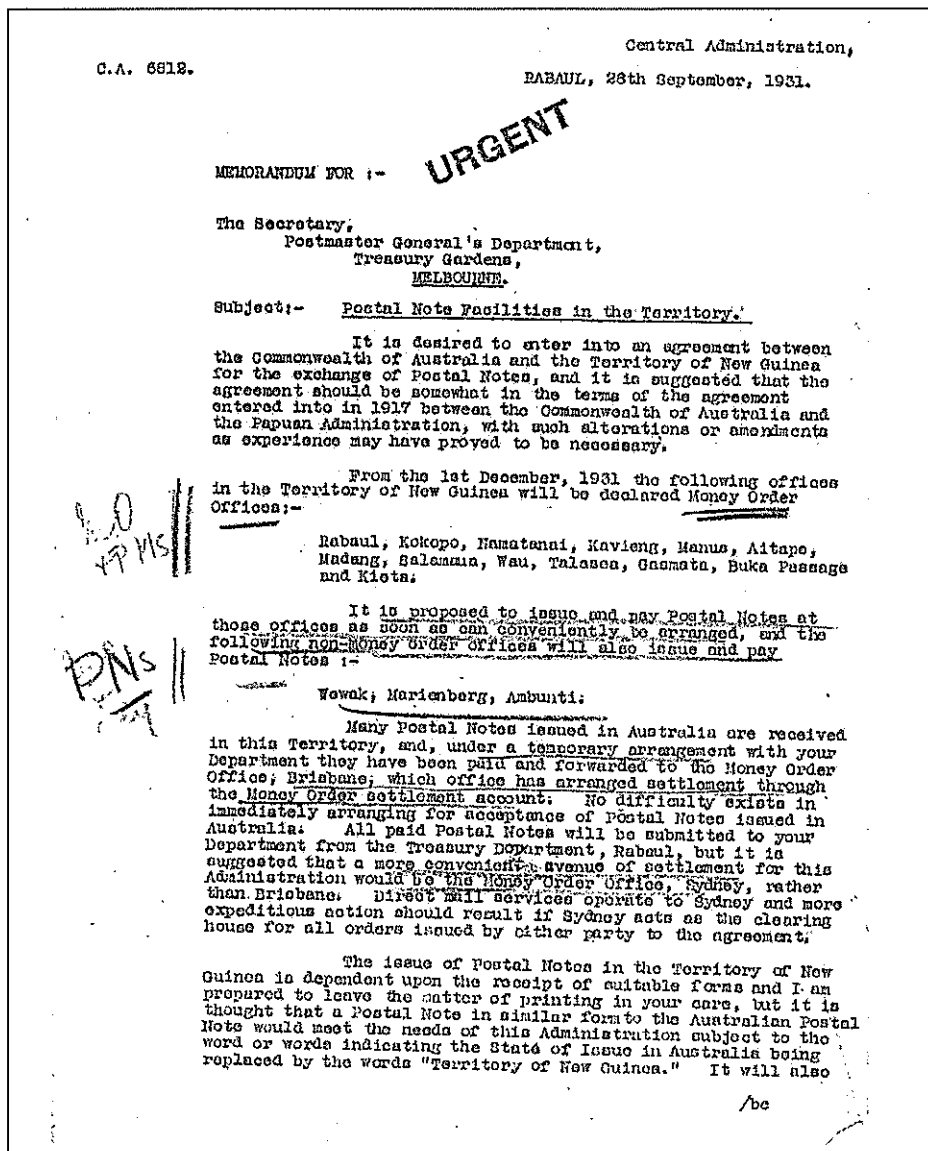 Central Administration,
C.A. 6812.
RABAUL, 26th September, 1931.
URGENT
MEMORANDUM FOR :-
The Secretary,
Postmaster General's Department,
Treasury Gardens,
MELBOURNE.
Subject:- Postal Note Facilities in the Territory.
It is desired to enter into an agreement between
the Commonwealth of Australia and the Territory of New Guinea
for the exchange of Postal Notes, and it is suggested that the
agreement should be somewhat in the terms of the agreement
entered into in 1917 between the Commonwealth of Australia and
the Papuan Administration, with such alterations or amendments
as experience may have proved to be necessary.
From the 1st December, 1931 the following offices
in the Territory of New Guinea will be declared Money Order
Offices:-
Rabaul, Kokopo, Namatanai, Kavieng, Manus, Aitape,
Madang, Salamaua, Wau, Talasea, Gasmata, Buka Passage
and Kieta.
It is proposed to issue and pay Postal Notes at
those offices as soon as can conveniently be arranged, and the
following non-Money Order Offices will also issue and pay
Postal Notes :-
PNs
Wewak, Marienberg, Ambunti.
Many Postal Notes issued in Australia are received
in this Territory, and, under a temporary arrangement with your
Department they have been paid and forwarded to the Money Order
Office, Brisbane, which office has arranged settlement through
the Money Order settlement account. No difficulty exists in
immediately arranging for acceptance of Postal Notes issued in
Australia. All paid Postal Notes will be submitted to your
Department from the Treasury Department, Rabaul, but it is
suggested that a more convenient avenue of settlement for this
Administration would be the Money Order Office, Sydney, rather
than Brisbane. Direct mail services operate to Sydney and more
expeditious action should result if Sydney acts as the clearing
house for all orders issued by either party to the agreement.
The issue of Postal Notes in the Territory of New
Guinea is dependent upon the receipt of suitable forms and I am
prepared to leave the matter of printing in your care, but it is
thought that a Postal Note in similar form to the Australian Postal
Note would meet the needs of this Administration subject to the
word or words indicating the State of Issue in Australia being
replaced by the words "Territory of New Guinea." It will also
/be